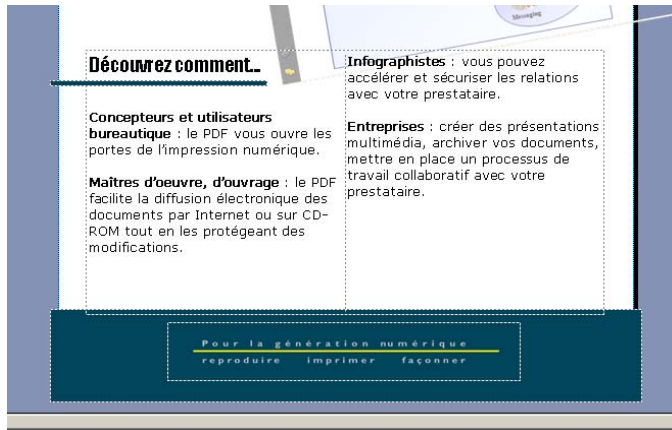 Messaging
Découvrez comment...
Concepteurs et utilisateurs
bureautique : le PDF vous ouvre les
portes de l'impression numérique.
Maîtres d'oeuvre, d'ouvrage : le PDF
facilite la diffusion électronique des
documents par Internet ou sur CD-
ROM tout en les protégeant des
modifications.
Infographistes : vous pouvez
accélérer et sécuriser les relations
avec votre prestataire.
Entreprises : créer des présentations
multimédia, archiver vos documents,
mettre en place un processus de
travail collaboratif avec votre
prestataire.
Pour la génération numérique
reproduire imprimer façonner